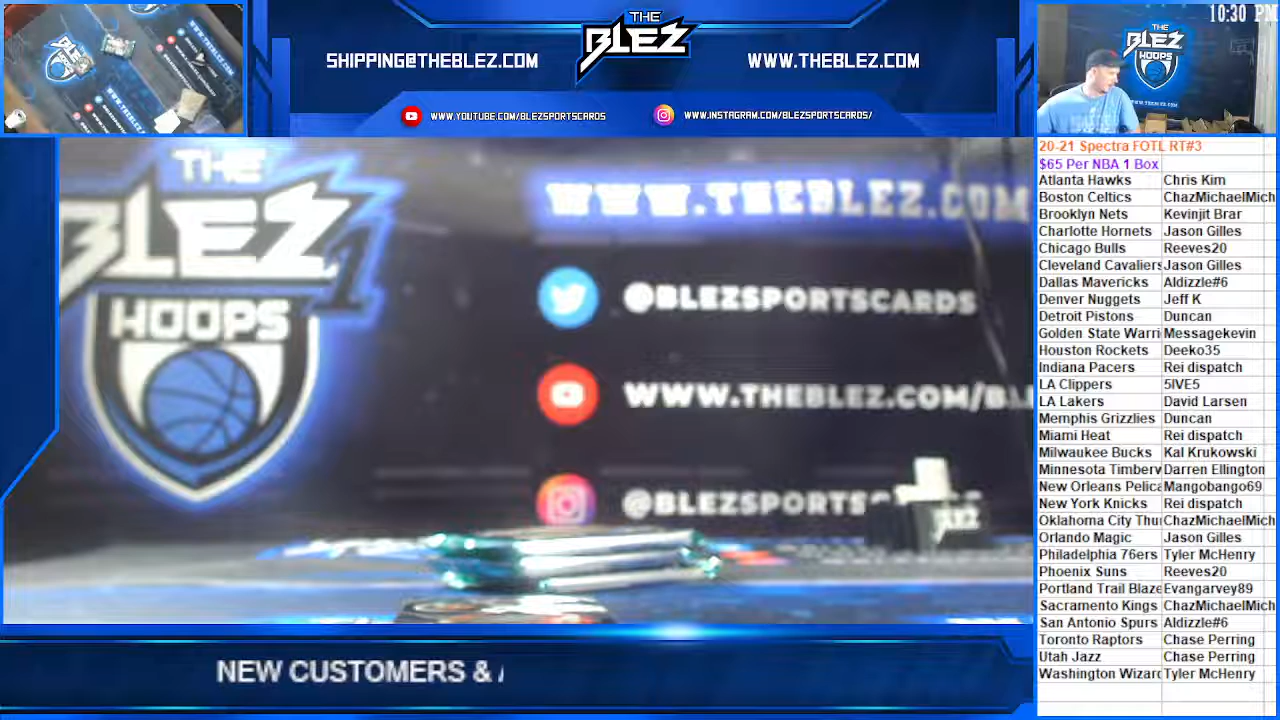 10:30 PM
THE
BLEZ
SHIPPING@THEBLEZ.COM
WWW.THEBLEZ.COM
WWW.YOUTUBE.COM/BLEZSPORTSCARDS
WWW.INSTAGRAM.COM/BLEZSPORTSCARDS/
THE
BLEZ
HOOPS
THE
BLEZ
HOOPS
WWW.THEBLEZ.COM
@BLEZSPORTSCARDS
WWW.THEBLEZ.COM/BL
@BLEZSPORTS
20-21 Spectra FOTL RT#3
$65 Per NBA 1 Box
Atlanta Hawks Chris Kim
Boston Celtics ChazMichaelMich
Brooklyn Nets Kevinjit Brar
Charlotte Hornets Jason Gilles
Chicago Bulls Reeves20
Cleveland Cavaliers Jason Gilles
Dallas Mavericks Aldizzle#6
Denver Nuggets Jeff K
Detroit Pistons Duncan
Golden State Warri Messagekevin
Houston Rockets Deeko35
Indiana Pacers Rei dispatch
LA Clippers 5IVE5
LA Lakers David Larsen
Memphis Grizzlies Duncan
Miami Heat Rei dispatch
Milwaukee Bucks Kal Krukowski
Minnesota Timberv Darren Ellington
New Orleans Pelica Mangobango69
New York Knicks Rei dispatch
Oklahoma City Thu ChazMichaelMich
Orlando Magic Jason Gilles
Philadelphia 76ers Tyler McHenry
Phoenix Suns Reeves20
Portland Trail Blaze Evangarvey89
Sacramento Kings ChazMichaelMich
San Antonio Spurs Aldizzle#6
Toronto Raptors Chase Perring
Utah Jazz Chase Perring
Washington Wizard Tyler McHenry
NEW CUSTOMERS &